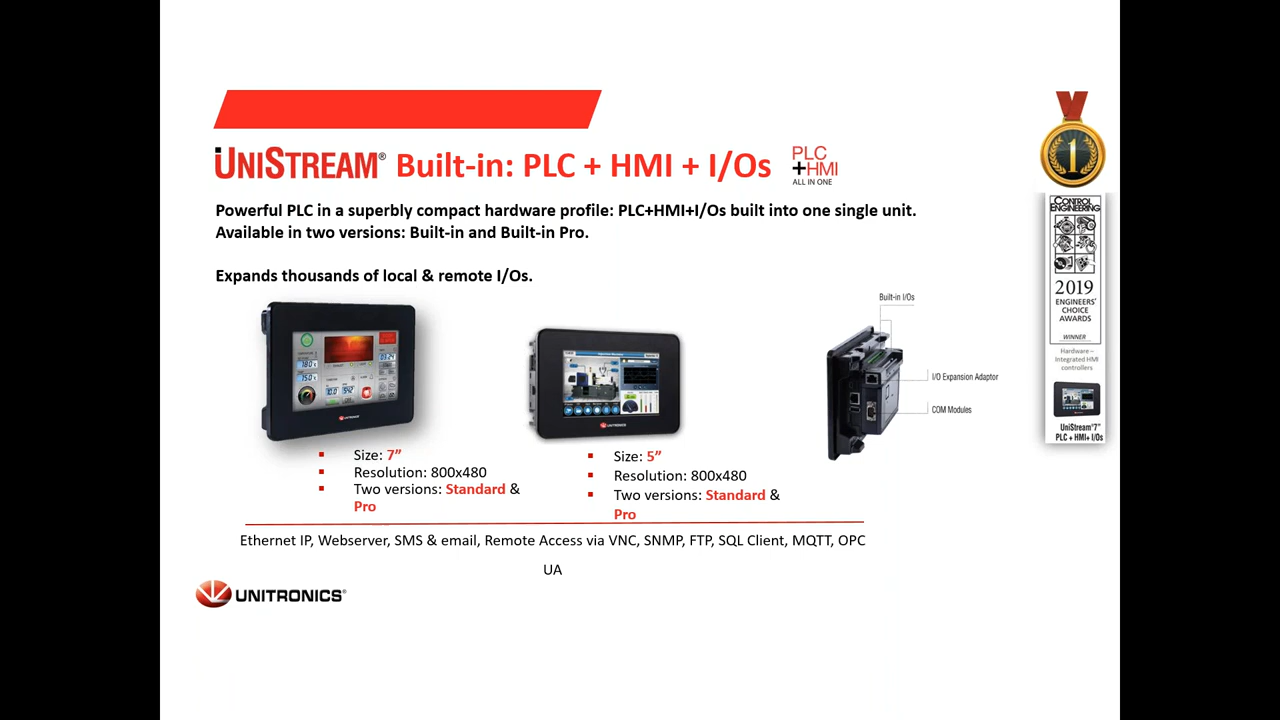 UNISTREAM® Built-in: PLC + HMI + I/Os
PLC
+HMI
ALL IN ONE
Powerful PLC in a superbly compact hardware profile: PLC+HMI+I/Os built into one single unit.
Available in two versions: Built-in and Built-in Pro.
Expands thousands of local & remote I/Os.
Built-in I/Os
I/O Expansion Adaptor
COM Modules
UNITRONICS
UNITRONICS
▪ Size: 7”
▪ Resolution: 800x480
▪ Two versions: Standard &
Pro
▪ Size: 5”
▪ Resolution: 800x480
▪ Two versions: Standard &
Pro
Ethernet IP, Webserver, SMS & email, Remote Access via VNC, SNMP, FTP, SQL Client, MQTT, OPC
UA
UNITRONICS®
1
CONTROL
ENGINEERING
2019
ENGINEERS'
CHOICE
AWARDS
WINNER
Hardware –
Integrated HMI
controllers
UniStream®7"
PLC + HMI+ I/Os